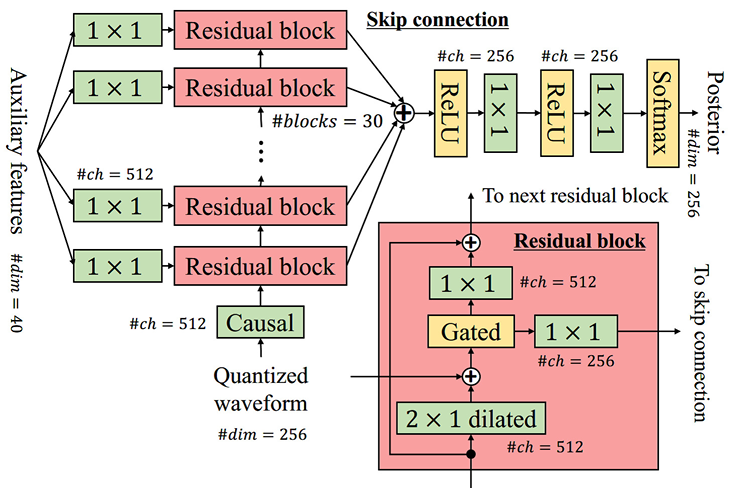 Skip connection
1 × 1
Residual block
1 × 1
Residual block
#blocks = 30
...
#ch = 512
1 × 1
Residual block
1 × 1
Residual block
#ch = 512
Causal
Quantized
waveform
#dim = 256
Auxiliary features
#dim = 40
#ch = 256
ReLU
1 × 1
#ch = 256
ReLU
1 × 1
Softmax
Posterior
#dim = 256
To next residual block
Residual block
1 × 1
#ch = 512
Gated
1 × 1
#ch = 256
2 × 1 dilated
#ch = 512
To skip connection